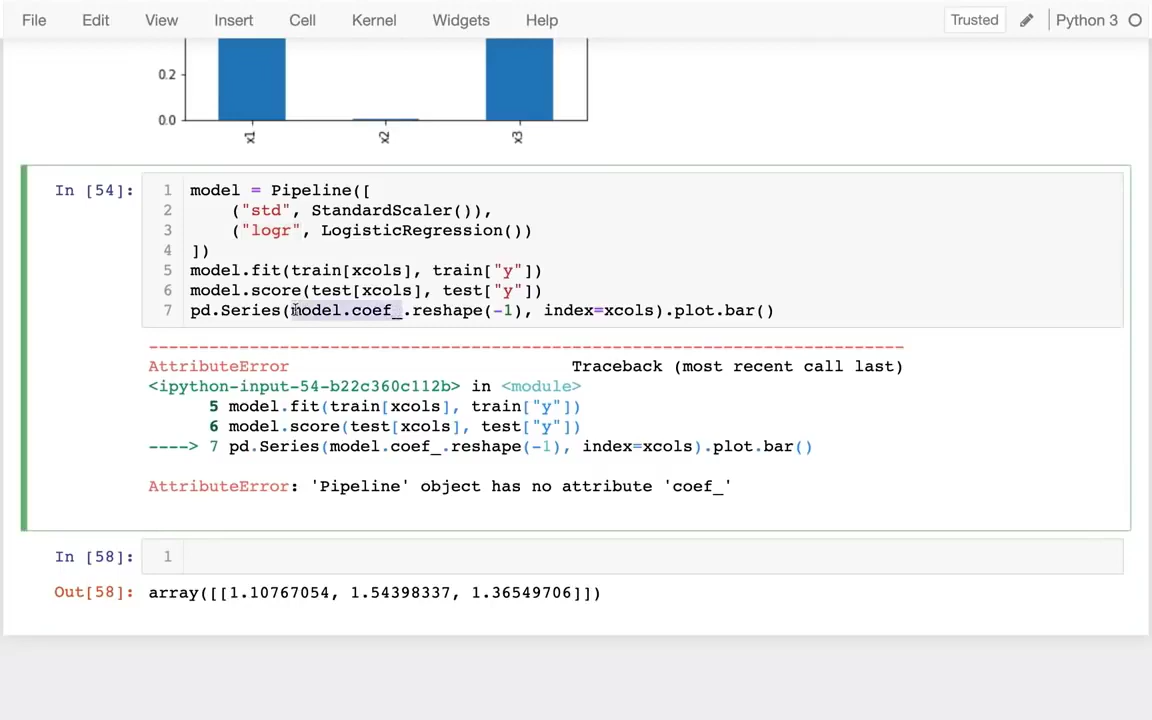 File Edit View Insert Cell Kernel Widgets Help Trusted Python 3
0.2
0.0
x1 x2 x3
In [54]:
1 model = Pipeline([
2     ("std", StandardScaler()),
3     ("logr", LogisticRegression())
4 ])
5 model.fit(train[xcols], train["y"])
6 model.score(test[xcols], test["y"])
7 pd.Series(model.coef_.reshape(-1), index=xcols).plot.bar()
---------------------------------------------------------------------------
AttributeError                            Traceback (most recent call last)
<ipython-input-54-b22c360c112b> in <module>
      5 model.fit(train[xcols], train["y"])
      6 model.score(test[xcols], test["y"])
----> 7 pd.Series(model.coef_.reshape(-1), index=xcols).plot.bar()
AttributeError: 'Pipeline' object has no attribute 'coef_'
In [58]: 1
Out[58]: array([[1.10767054, 1.54398337, 1.36549706]])